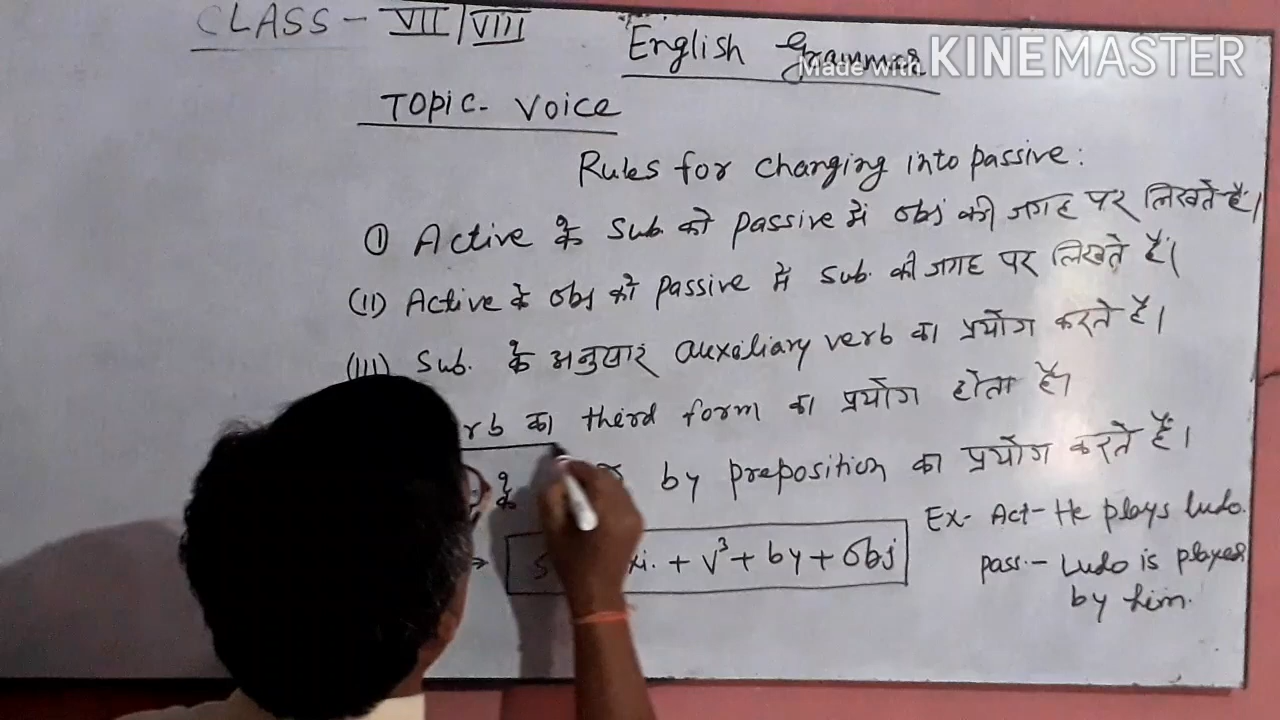 CLASS - VII/VIII
English Grammar
Made with KINEMASTER
Topic - Voice
Rules for changing into passive:
(I) Active के Sub को passive में obj की जगह पर लिखते हैं।
(II) Active के obj को passive में Sub. की जगह पर लिखते हैं।
(III) Sub. के अनुसार auxiliary verb का प्रयोग करते हैं।
rb का third form का प्रयोग होता है।
के by preposition का प्रयोग करते हैं।
Ex- Act- He plays ludo.
→ S xi. + V³ + by + obj
pass. - Ludo is played
by him.